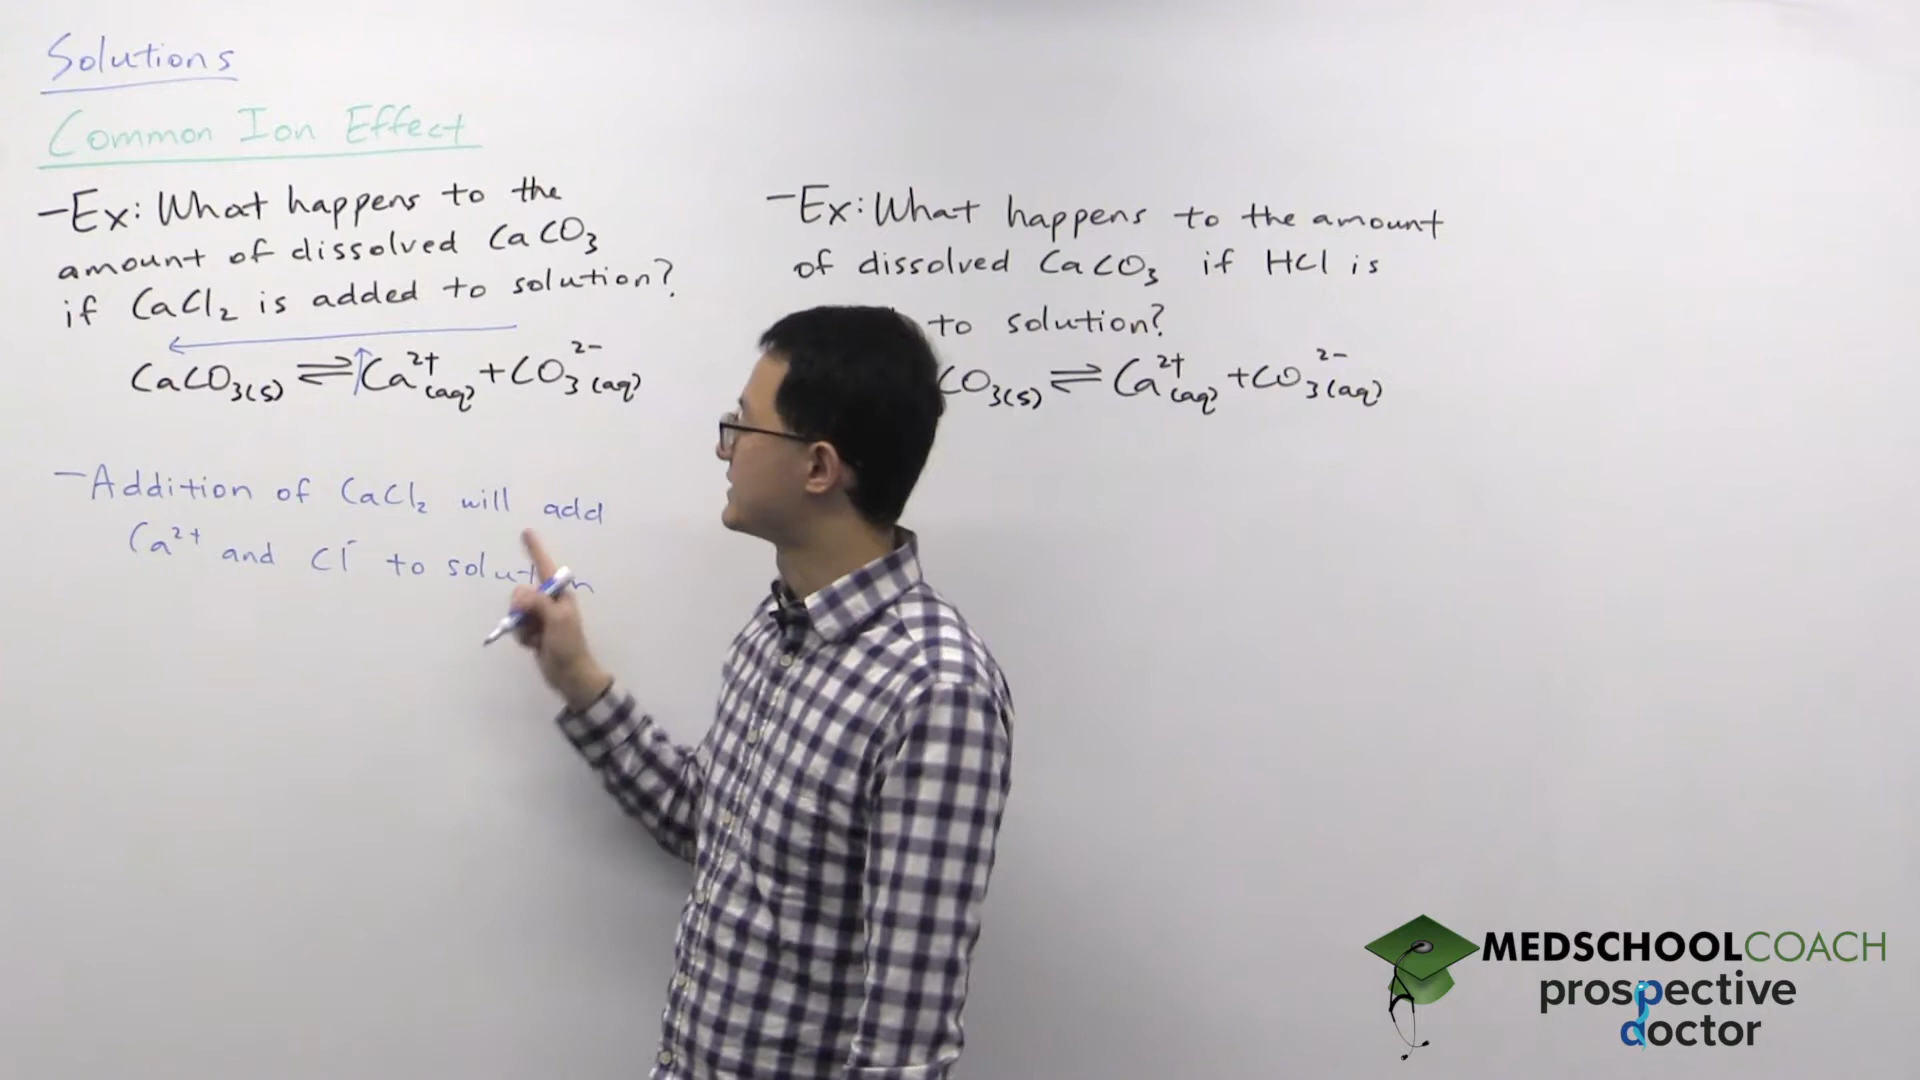 Solutions
Common Ion Effect
-Ex: What happens to the
amount of dissolved CaCO₃
if CaCl₂ is added to solution?
CaCO₃(s) ⇌ Ca²⁺(aq) + CO₃²⁻(aq)
-Addition of CaCl₂ will add
Ca²⁺ and Cl⁻ to
-Ex: What happens to the amount
of dissolved CaCO₃ if HCl is
to solution?
CO₃(s) ⇌ Ca²⁺(aq) + CO₃²⁻(aq)
MEDSCHOOLCOACH
prospective
doctor